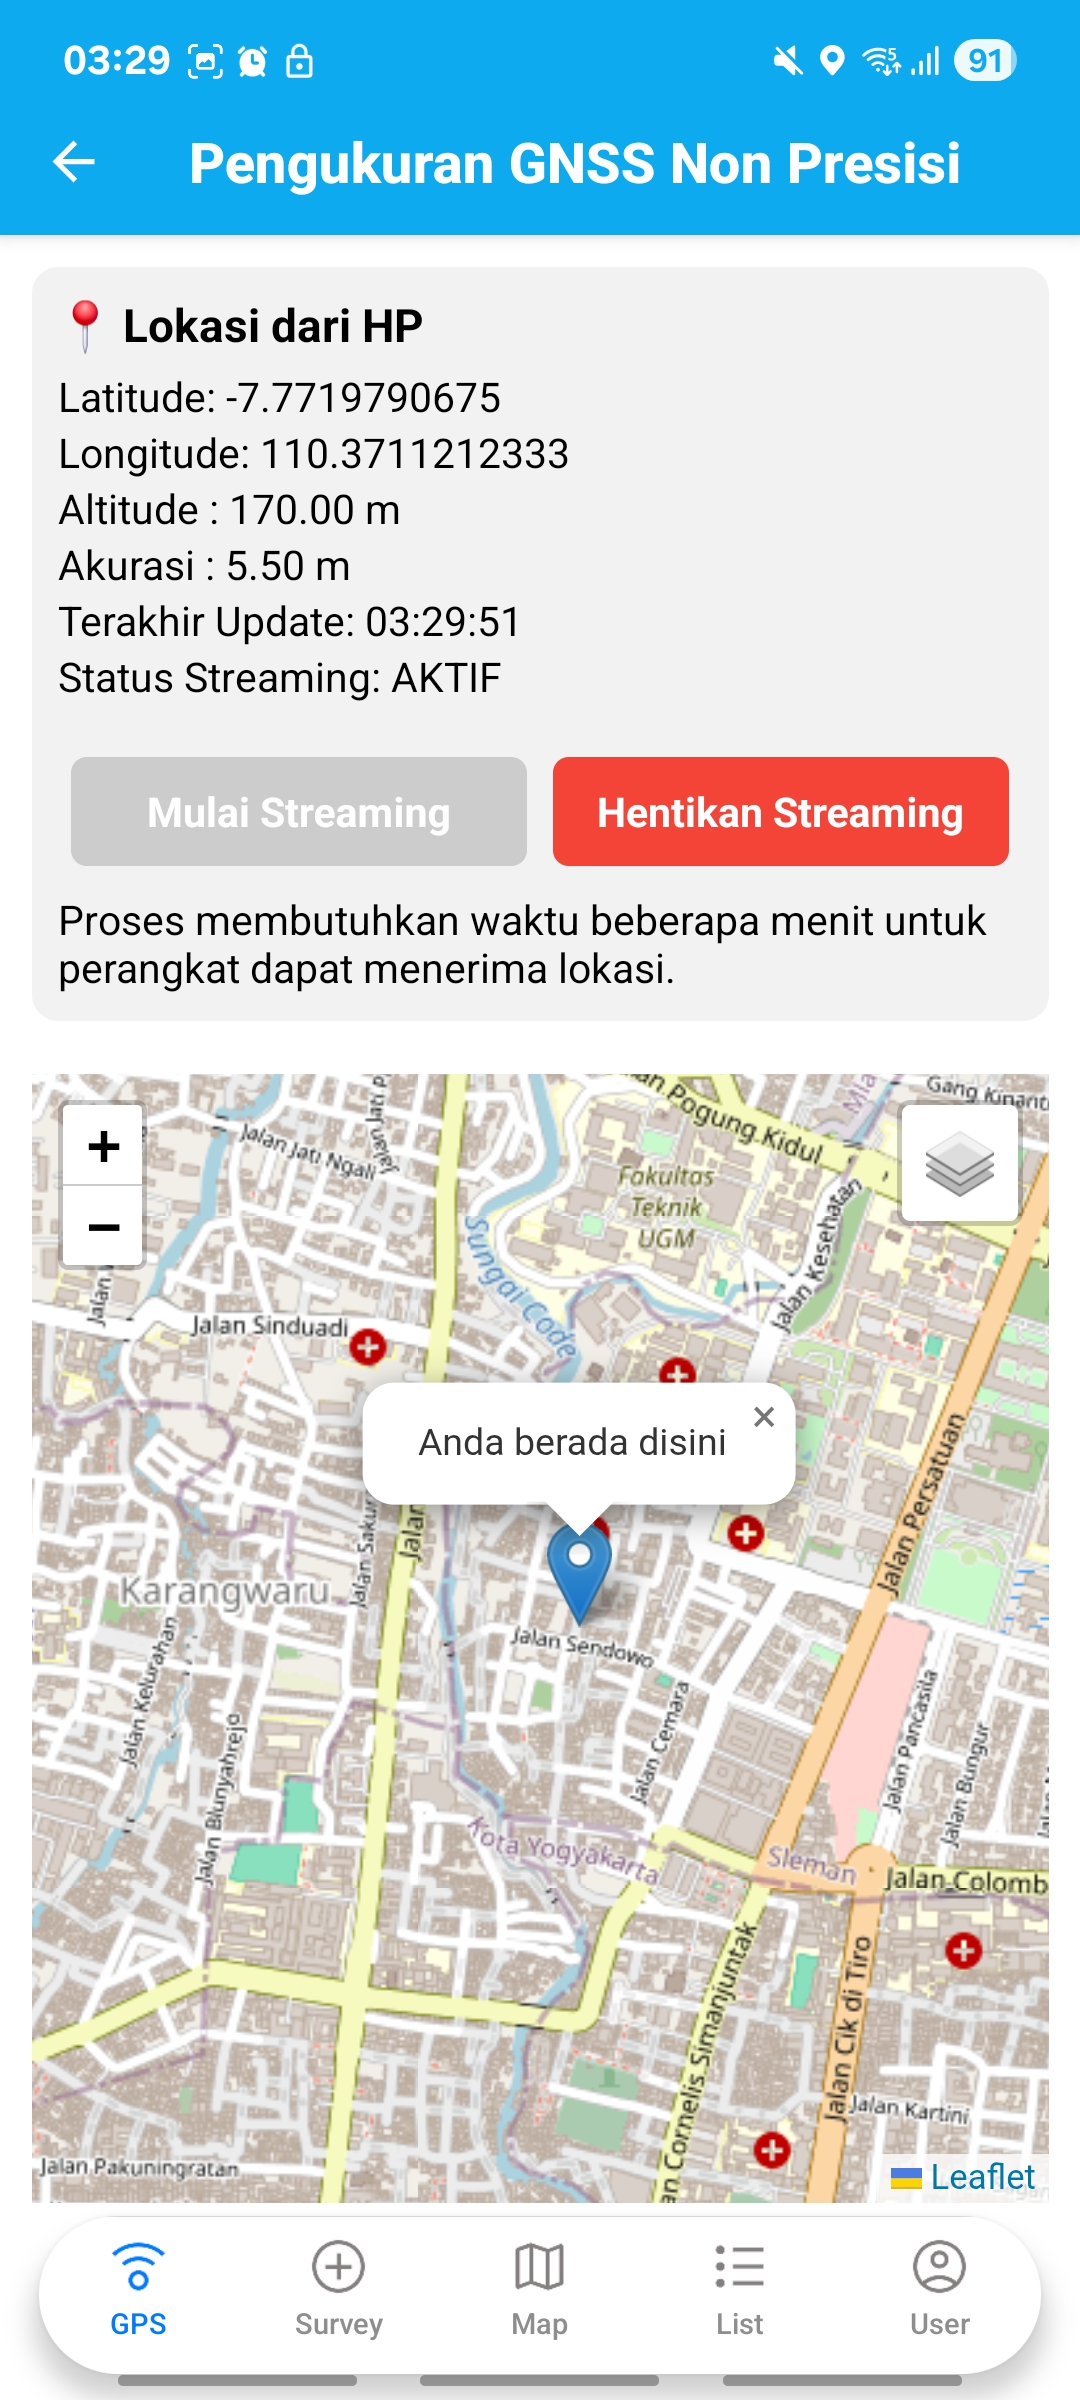 03:29
91
Pengukuran GNSS Non Presisi
Lokasi dari HP
Latitude: -7.7719790675
Longitude: 110.3711212333
Altitude : 170.00 m
Akurasi : 5.50 m
Terakhir Update: 03:29:51
Status Streaming: AKTIF
Mulai Streaming
Hentikan Streaming
Proses membutuhkan waktu beberapa menit untuk
perangkat dapat menerima lokasi.
+
−
Jalan Jati Ngali
Pogung Kidul
Fakultas
Teknik
UGM
Jalan Kesehatan
Sungai Code
Jalan Sinduadi
Anda berada disini
×
Jalan Persatuan
Jalan
Karangwaru
Jalan Sendowo
Jalan Kelurahan
Jalan Cemara
Jalan Pancasila
Jalan Bungur
Jalan Blunyahrejo
Kota Yogyakarta
Sleman
Jalan Colomb
Cornelis Simanjuntak
Jalan Cik di Tiro
Jalan Kartini
Jalan Pakuningratan
Leaflet
GPS
Survey
Map
List
User